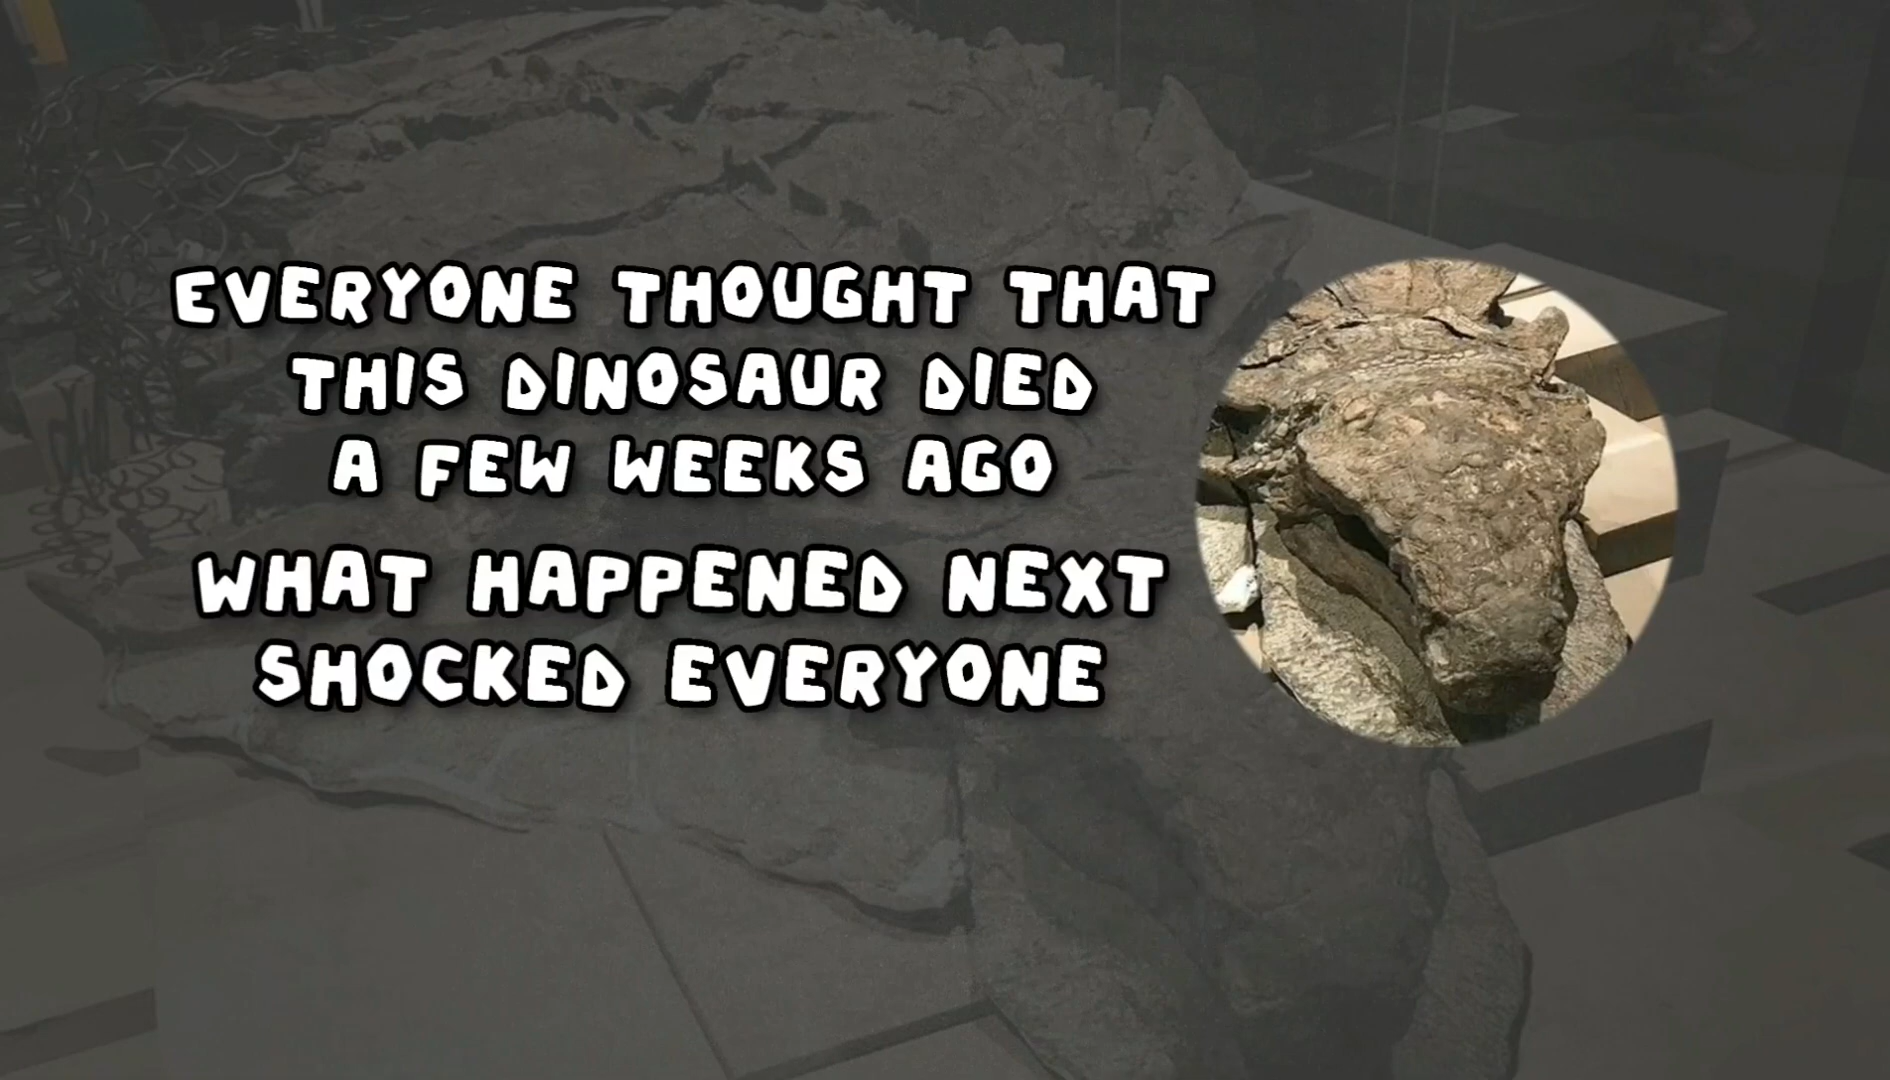 EVERYONE THOUGHT THAT
THIS DINOSAUR DIED
A FEW WEEKS AGO
WHAT HAPPENED NEXT
SHOCKED EVERYONE